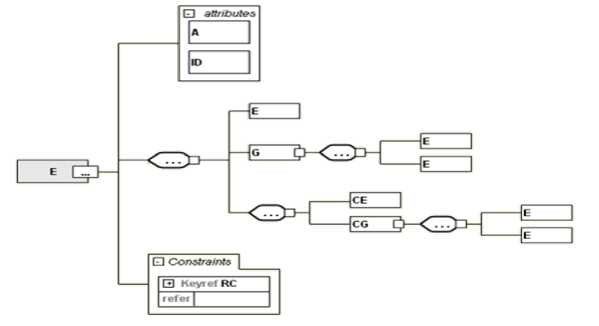 attributes
A
ID
E
G
E
E
E
...
...
...
CE
CG
...
E
E
Constraints
Keyref RC
refer